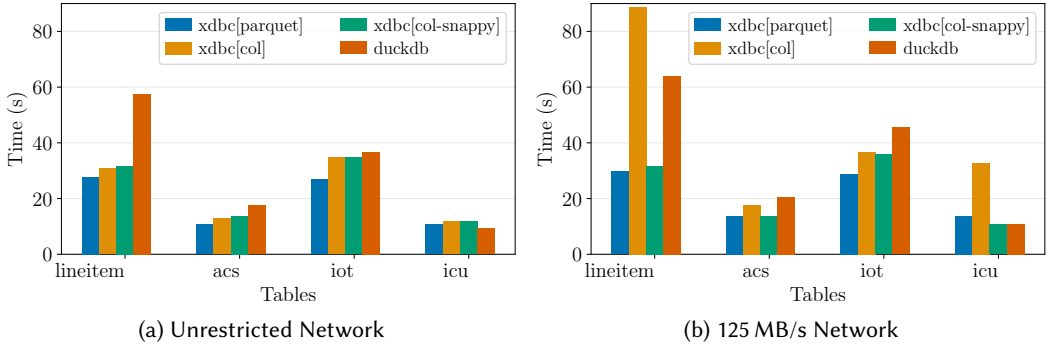 80
60
40
20
0
Time (s)
xdbc[parquet]
xdbc[col]
xdbc[col-snappy]
duckdb
lineitem acs iot icu
Tables
(a) Unrestricted Network
80
60
40
20
0
Time (s)
xdbc[parquet]
xdbc[col]
xdbc[col-snappy]
duckdb
lineitem acs iot icu
Tables
(b) 125 MB/s Network